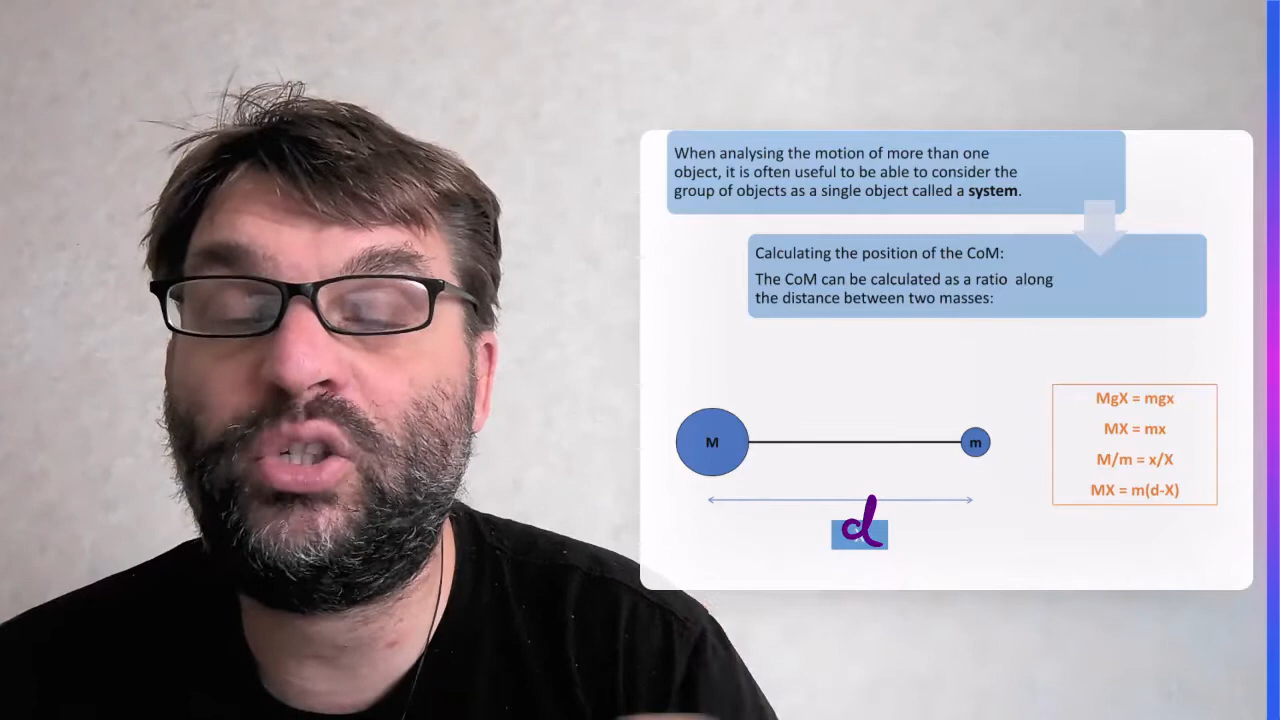 When analysing the motion of more than one
object, it is often useful to be able to consider the
group of objects as a single object called a system.
Calculating the position of the CoM:
The CoM can be calculated as a ratio along
the distance between two masses:
MgX = mgx
MX = mx
M/m = x/X
MX = m(d-X)
M
m
d